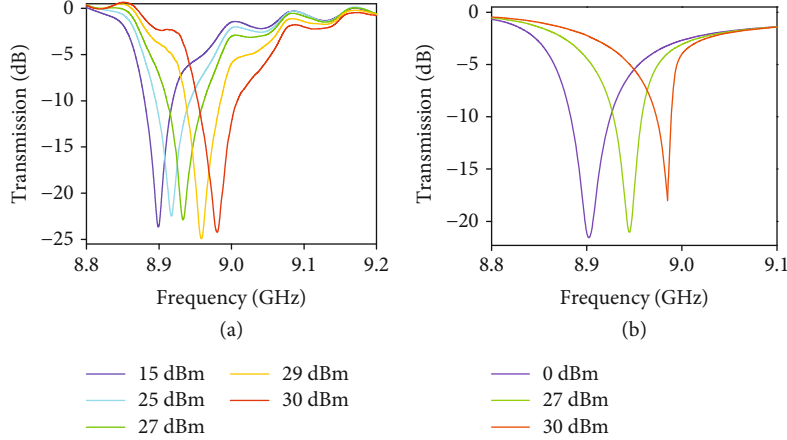 0
−5
−10
−15
−20
−25
Transmission (dB)
8.8 8.9 9.0 9.1 9.2
Frequency (GHz)
(a)
15 dBm 29 dBm
25 dBm 30 dBm
27 dBm
0
−5
−10
−15
−20
Transmission (dB)
8.8 8.9 9.0 9.1
Frequency (GHz)
(b)
0 dBm
27 dBm
30 dBm